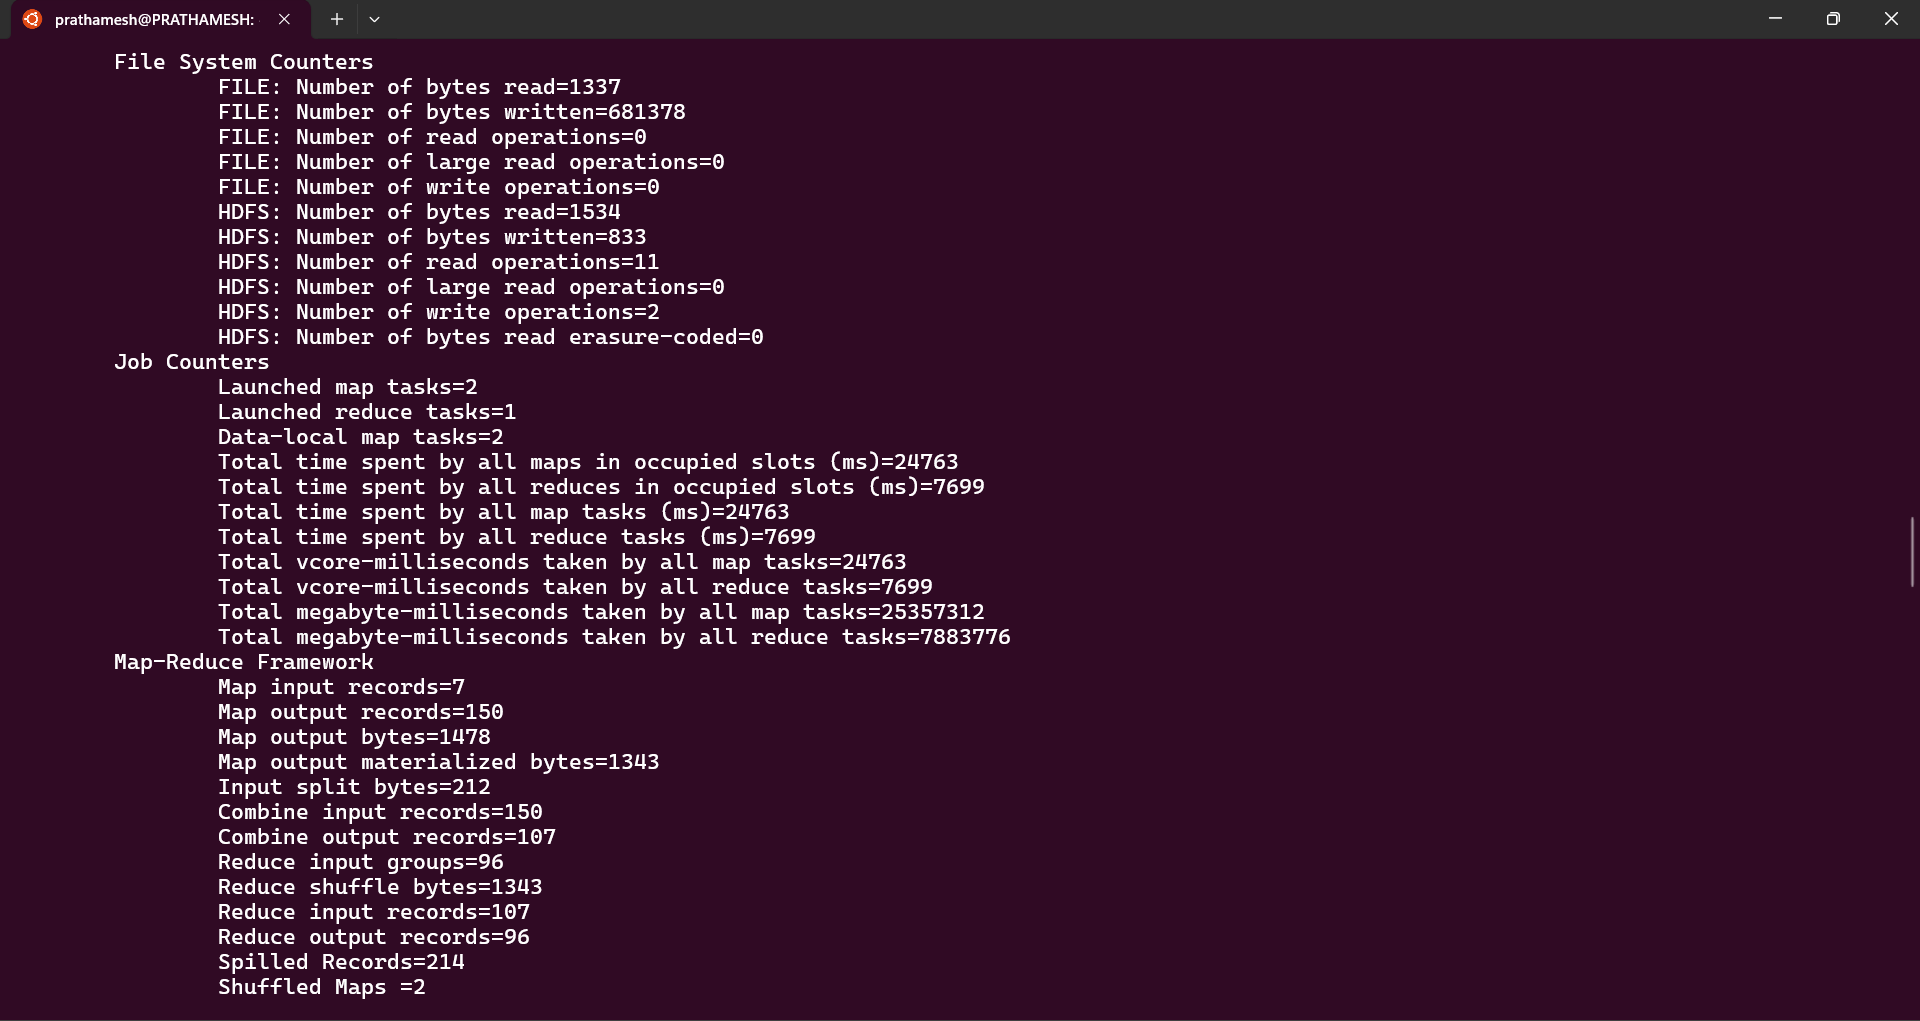 prathamesh@PRATHAMESH:
File System Counters
FILE: Number of bytes read=1337
FILE: Number of bytes written=681378
FILE: Number of read operations=0
FILE: Number of large read operations=0
FILE: Number of write operations=0
HDFS: Number of bytes read=1534
HDFS: Number of bytes written=833
HDFS: Number of read operations=11
HDFS: Number of large read operations=0
HDFS: Number of write operations=2
HDFS: Number of bytes read erasure-coded=0
Job Counters
Launched map tasks=2
Launched reduce tasks=1
Data-local map tasks=2
Total time spent by all maps in occupied slots (ms)=24763
Total time spent by all reduces in occupied slots (ms)=7699
Total time spent by all map tasks (ms)=24763
Total time spent by all reduce tasks (ms)=7699
Total vcore-milliseconds taken by all map tasks=24763
Total vcore-milliseconds taken by all reduce tasks=7699
Total megabyte-milliseconds taken by all map tasks=25357312
Total megabyte-milliseconds taken by all reduce tasks=7883776
Map-Reduce Framework
Map input records=7
Map output records=150
Map output bytes=1478
Map output materialized bytes=1343
Input split bytes=212
Combine input records=150
Combine output records=107
Reduce input groups=96
Reduce shuffle bytes=1343
Reduce input records=107
Reduce output records=96
Spilled Records=214
Shuffled Maps =2